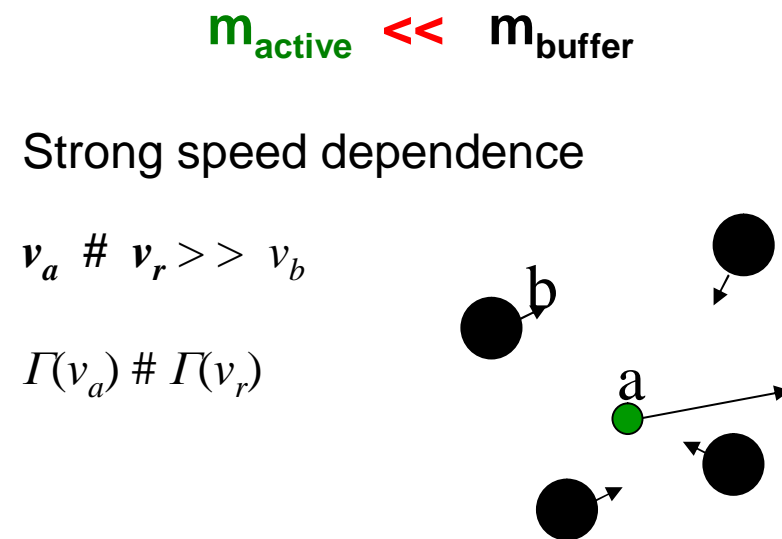 m_active << m_buffer
Strong speed dependence
v_a # v_r > > v_b
b
Γ(v_a) # Γ(v_r)
a